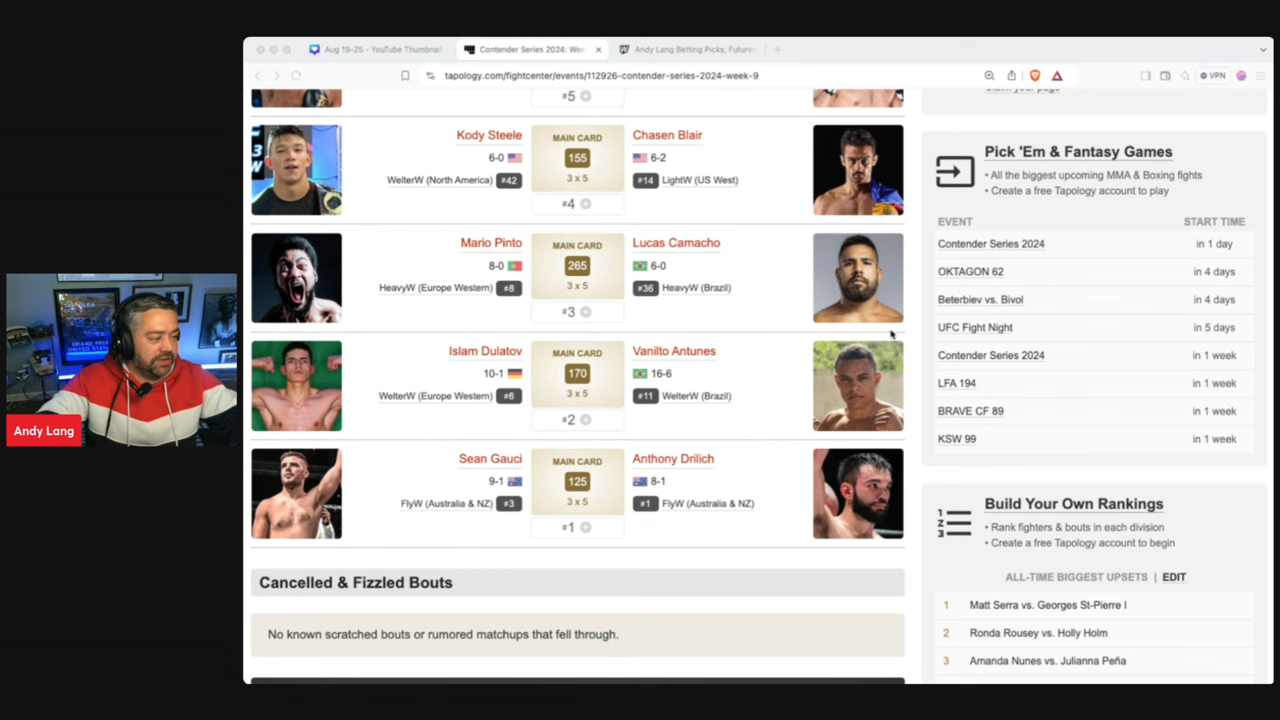 Aug 19-25 - YouTube Thumbnail
Contender Series 2024: Wee
Andy Lang Betting Picks, Future
tapology.com/fightcenter/events/112926-contender-series-2024-week-9
VPN
#5
Kody Steele
6-0
WelterW (North America) #42
MAIN CARD
155
3 x 5
#4
Chasen Blair
6-2
#14 LightW (US West)
Mario Pinto
8-0
HeavyW (Europe Western) #8
MAIN CARD
265
3 x 5
#3
Lucas Camacho
6-0
#36 HeavyW (Brazil)
Islam Dulatov
10-1
WelterW (Europe Western) #6
MAIN CARD
170
3 x 5
#2
Vanilto Antunes
16-6
#11 WelterW (Brazil)
Sean Gauci
9-1
FlyW (Australia & NZ) #3
MAIN CARD
125
3 x 5
#1
Anthony Drilich
8-1
#1 FlyW (Australia & NZ)
Cancelled & Fizzled Bouts
No known scratched bouts or rumored matchups that fell through.
Claim your page
Pick 'Em & Fantasy Games
• All the biggest upcoming MMA & Boxing fights
• Create a free Tapology account to play
EVENT START TIME
Contender Series 2024 in 1 day
OKTAGON 62 in 4 days
Beterbiev vs. Bivol in 4 days
UFC Fight Night in 5 days
Contender Series 2024 in 1 week
LFA 194 in 1 week
BRAVE CF 89 in 1 week
KSW 99 in 1 week
Build Your Own Rankings
• Rank fighters & bouts in each division
• Create a free Tapology account to begin
ALL-TIME BIGGEST UPSETS | EDIT
1 Matt Serra vs. Georges St-Pierre I
2 Ronda Rousey vs. Holly Holm
3 Amanda Nunes vs. Julianna Peña
Andy Lang